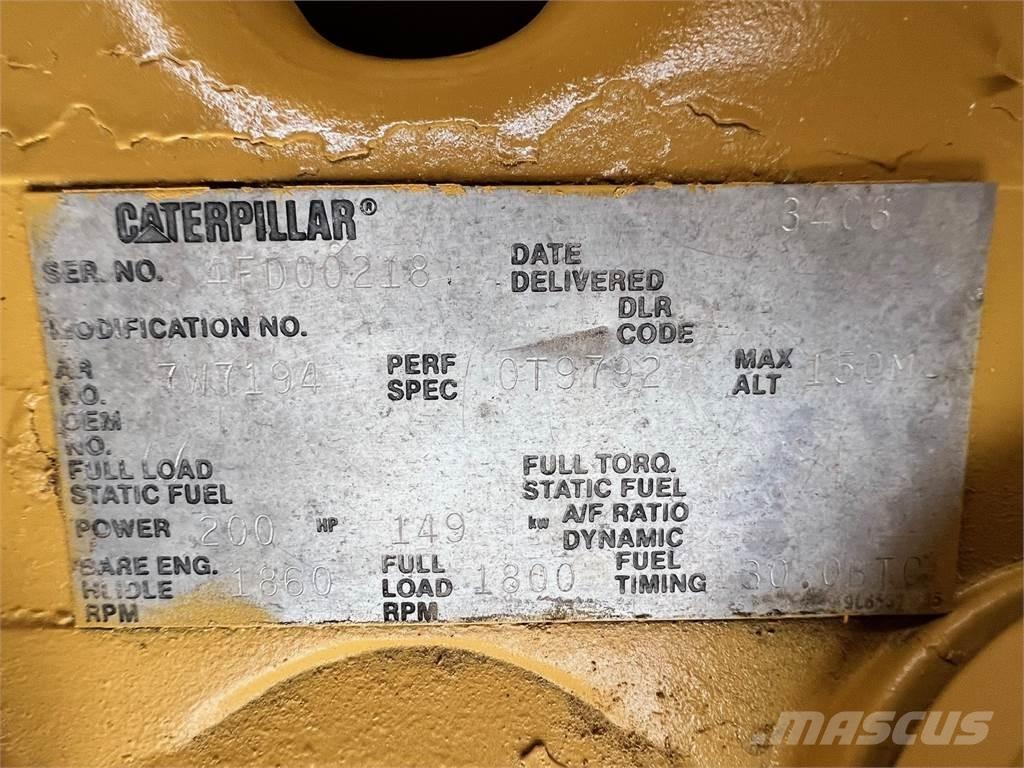 CATERPILLAR®
SER. NO. 4FD00218 DATE DELIVERED
MODIFICATION NO. DLR CODE
AR NO. 7W7194 PERF SPEC 0T9792 MAX ALT
OEM NO.
FULL LOAD STATIC FUEL FULL TORQ. STATIC FUEL
POWER 200 HP 149 kw A/F RATIO DYNAMIC
BARE ENG. HI IDLE RPM 1860 FULL LOAD RPM 1800 FUEL TIMING
MASCUS